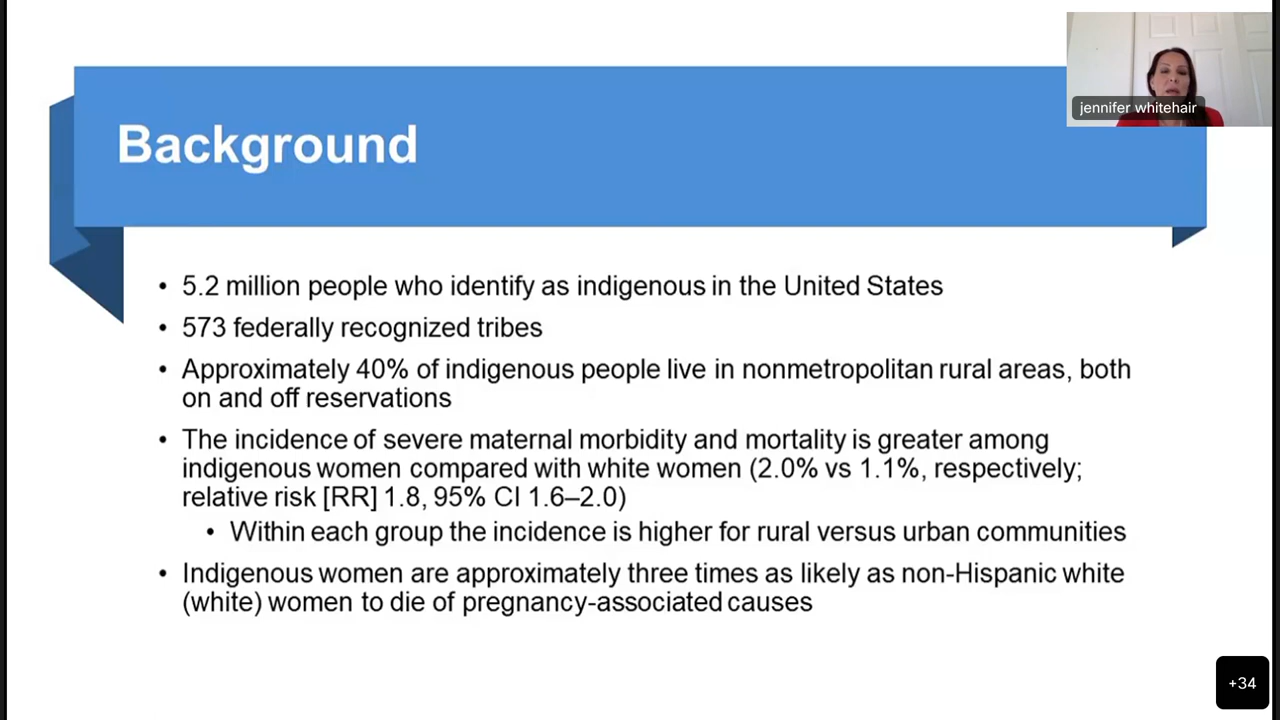 jennifer whitehair
Background
• 5.2 million people who identify as indigenous in the United States
• 573 federally recognized tribes
• Approximately 40% of indigenous people live in nonmetropolitan rural areas, both
on and off reservations
• The incidence of severe maternal morbidity and mortality is greater among
indigenous women compared with white women (2.0% vs 1.1%, respectively;
relative risk [RR] 1.8, 95% CI 1.6–2.0)
• Within each group the incidence is higher for rural versus urban communities
• Indigenous women are approximately three times as likely as non-Hispanic white
(white) women to die of pregnancy-associated causes
+34